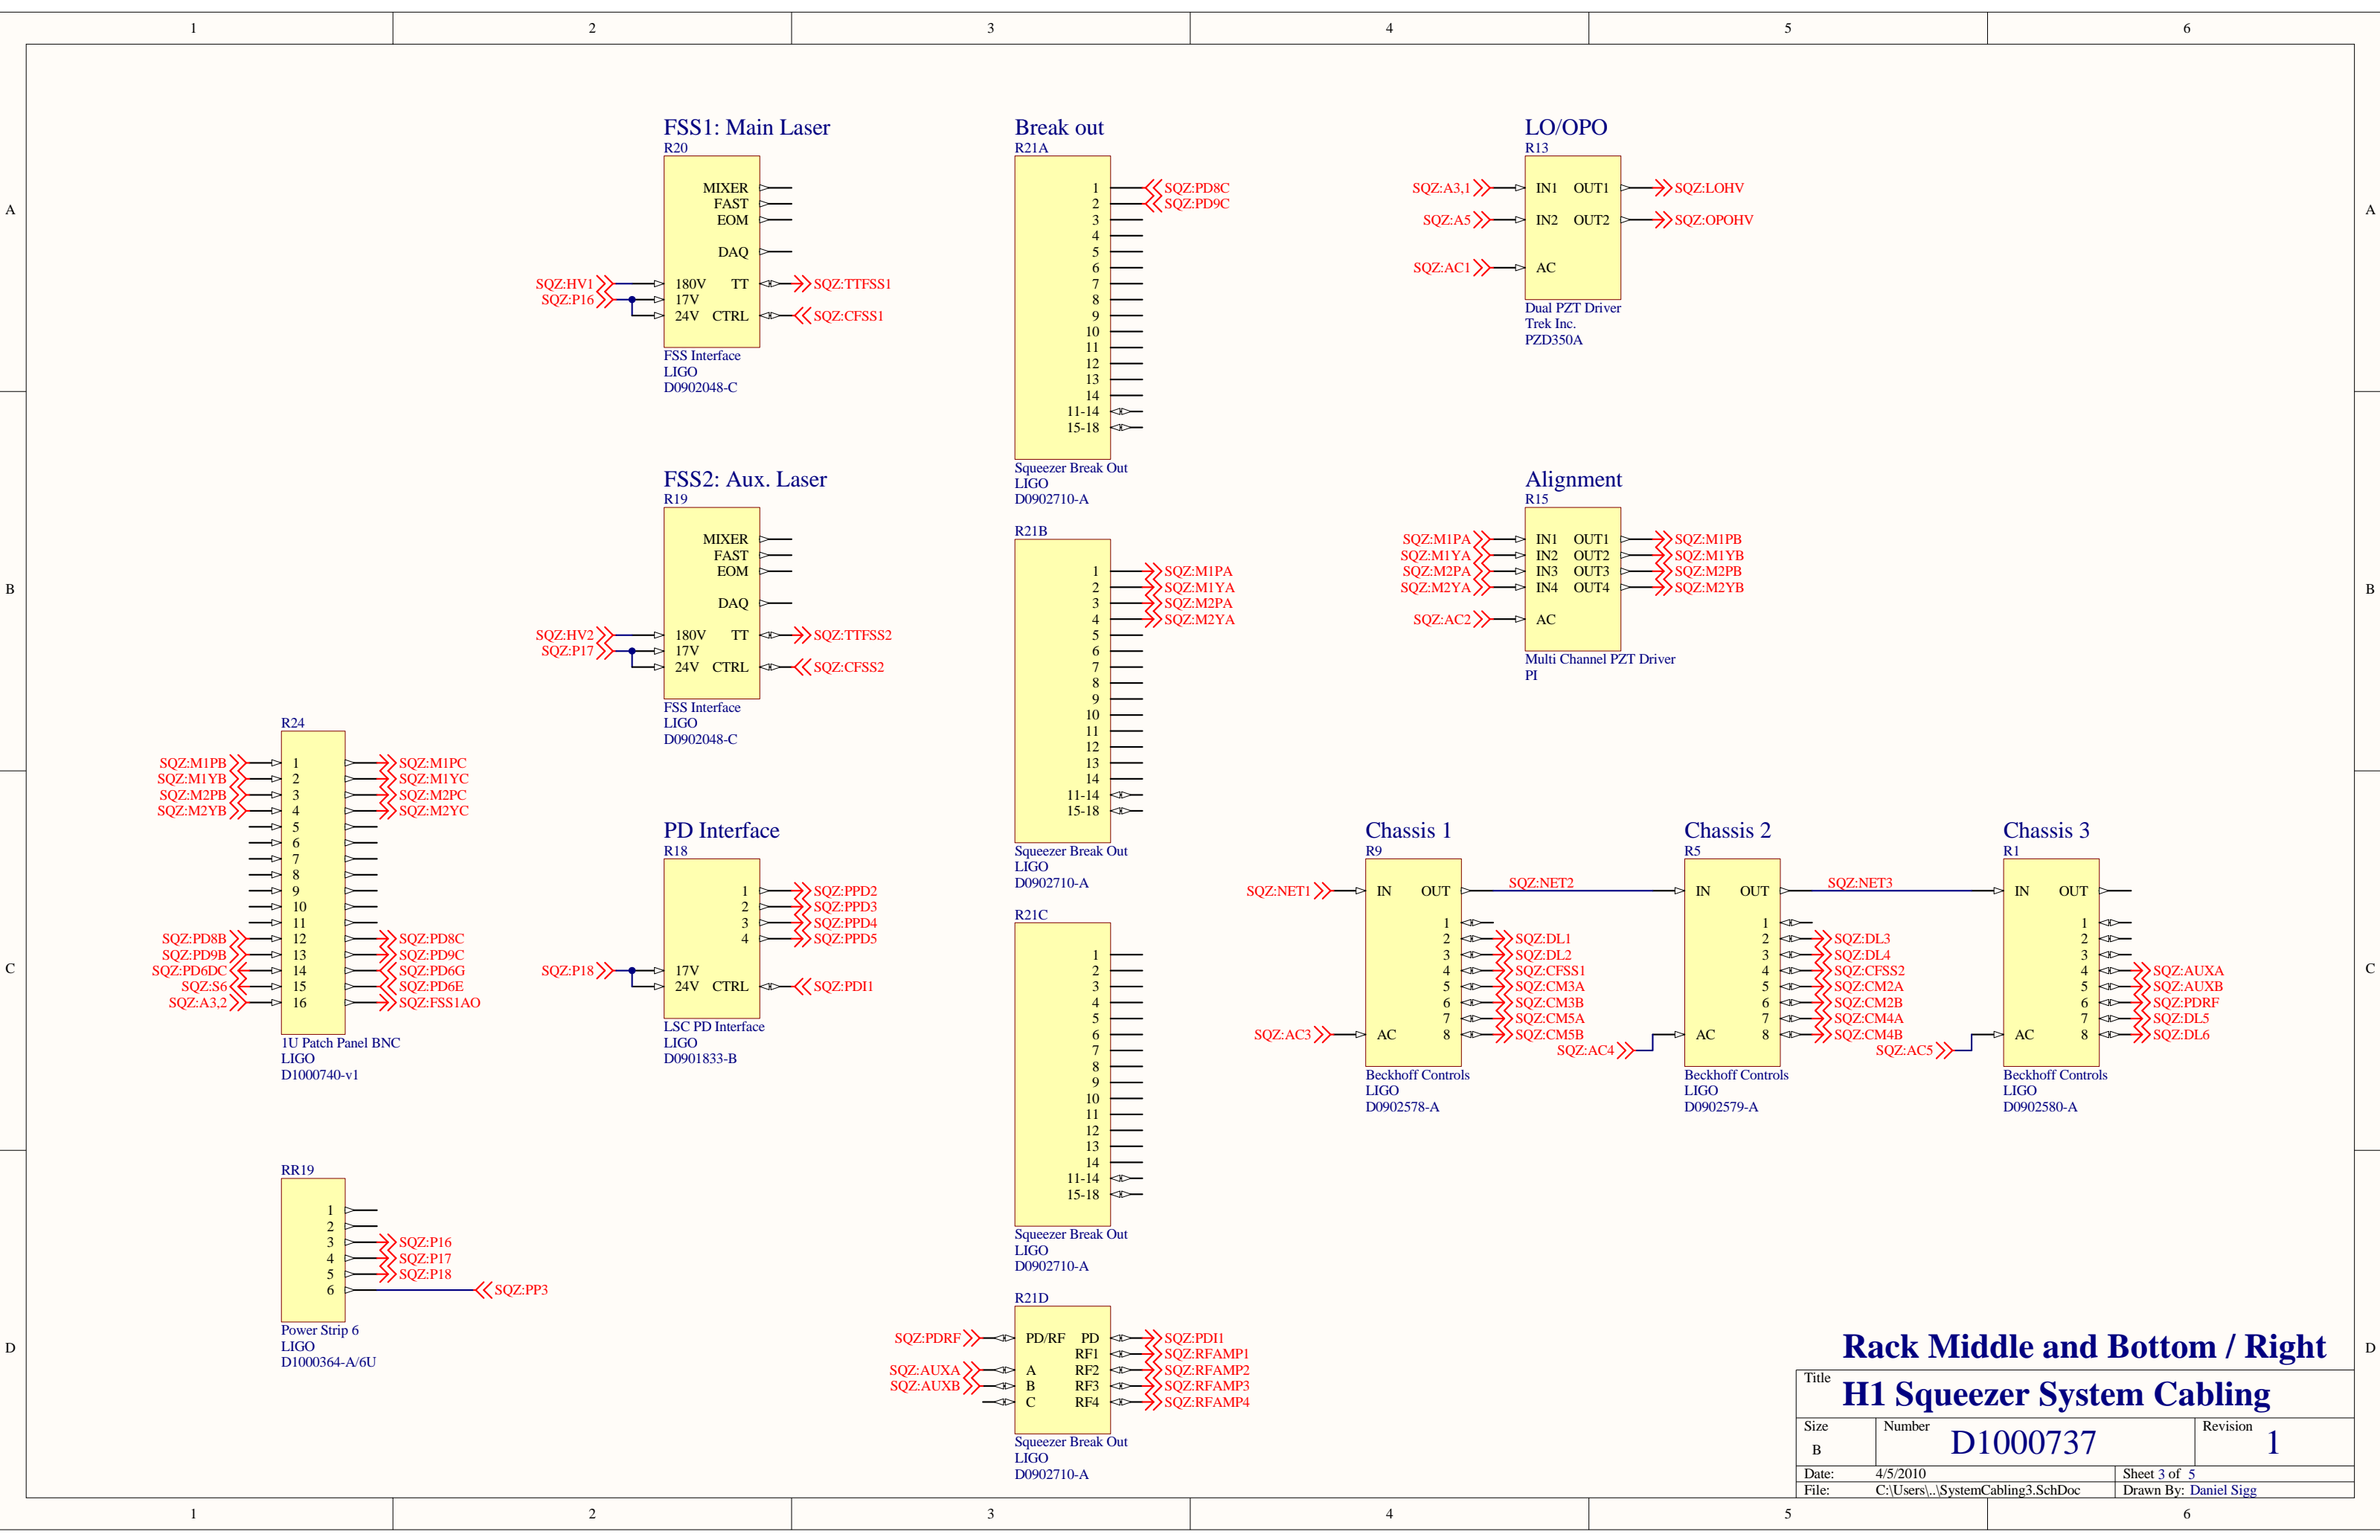 1 2 3 4 5 6
A A
B B
C C
D D
FSS1: Main Laser
R20
MIXER
FAST
EOM
DAQ
SQZ:HV1 180V TT SQZ:TTFSS1
SQZ:P16 17V
24V CTRL SQZ:CFSS1
FSS Interface
LIGO
D0902048-C
Break out
R21A
1 SQZ:PD8C
2 SQZ:PD9C
3
4
5
6
7
8
9
10
11
12
13
14
11-14
15-18
Squeezer Break Out
LIGO
D0902710-A
LO/OPO
R13
SQZ:A3,1 IN1 OUT1 SQZ:LOHV
SQZ:A5 IN2 OUT2 SQZ:OPOHV
SQZ:AC1 AC
Dual PZT Driver
Trek Inc.
PZD350A
FSS2: Aux. Laser
R19
MIXER
FAST
EOM
DAQ
SQZ:HV2 180V TT SQZ:TTFSS2
SQZ:P17 17V
24V CTRL SQZ:CFSS2
FSS Interface
LIGO
D0902048-C
R21B
1 SQZ:M1PA
2 SQZ:M1YA
3 SQZ:M2PA
4 SQZ:M2YA
5
6
7
8
9
10
11
12
13
14
11-14
15-18
Squeezer Break Out
LIGO
D0902710-A
Alignment
R15
SQZ:M1PA IN1 OUT1 SQZ:M1PB
SQZ:M1YA IN2 OUT2 SQZ:M1YB
SQZ:M2PA IN3 OUT3 SQZ:M2PB
SQZ:M2YA IN4 OUT4 SQZ:M2YB
SQZ:AC2 AC
Multi Channel PZT Driver
PI
R24
SQZ:M1PB 1 SQZ:M1PC
SQZ:M1YB 2 SQZ:M1YC
SQZ:M2PB 3 SQZ:M2PC
SQZ:M2YB 4 SQZ:M2YC
5
6
7
8
9
10
11
SQZ:PD8B 12 SQZ:PD8C
SQZ:PD9B 13 SQZ:PD9C
SQZ:PD6DC 14 SQZ:PD6G
SQZ:S6 15 SQZ:PD6E
SQZ:A3,2 16 SQZ:FSS1AO
1U Patch Panel BNC
LIGO
D1000740-v1
PD Interface
R18
1 SQZ:PPD2
2 SQZ:PPD3
3 SQZ:PPD4
4 SQZ:PPD5
SQZ:P18 17V
24V CTRL SQZ:PDI1
LSC PD Interface
LIGO
D0901833-B
R21C
1
2
3
4
5
6
7
8
9
10
11
12
13
14
11-14
15-18
Squeezer Break Out
LIGO
D0902710-A
Chassis 1
R9
SQZ:NET1 IN OUT SQZ:NET2
1
2 SQZ:DL1
3 SQZ:DL2
4 SQZ:CFSS1
5 SQZ:CM3A
6 SQZ:CM3B
7 SQZ:CM5A
SQZ:AC3 AC 8 SQZ:CM5B
Beckhoff Controls
LIGO
D0902578-A
Chassis 2
R5
IN OUT SQZ:NET3
1
2 SQZ:DL3
3 SQZ:DL4
4 SQZ:CFSS2
5 SQZ:CM2A
6 SQZ:CM2B
7 SQZ:CM4A
AC 8 SQZ:CM4B
SQZ:AC4
Beckhoff Controls
LIGO
D0902579-A
Chassis 3
R1
IN OUT
1
2
3
4 SQZ:AUXA
5 SQZ:AUXB
6 SQZ:PDRF
7 SQZ:DL5
AC 8 SQZ:DL6
SQZ:AC5
Beckhoff Controls
LIGO
D0902580-A
RR19
1
2
3 SQZ:P16
4 SQZ:P17
5 SQZ:P18
6 SQZ:PP3
Power Strip 6
LIGO
D1000364-A/6U
R21D
SQZ:PDRF PD/RF PD SQZ:PDI1
RF1 SQZ:RFAMP1
SQZ:AUXA A RF2 SQZ:RFAMP2
SQZ:AUXB B RF3 SQZ:RFAMP3
C RF4 SQZ:RFAMP4
Squeezer Break Out
LIGO
D0902710-A
Rack Middle and Bottom / Right
Title H1 Squeezer System Cabling
Size Number Revision
B D1000737 1
Date: 4/5/2010 Sheet 3 of 5
File: C:\Users\..\SystemCabling3.SchDoc Drawn By: Daniel Sigg
1 2 3 4 5 6